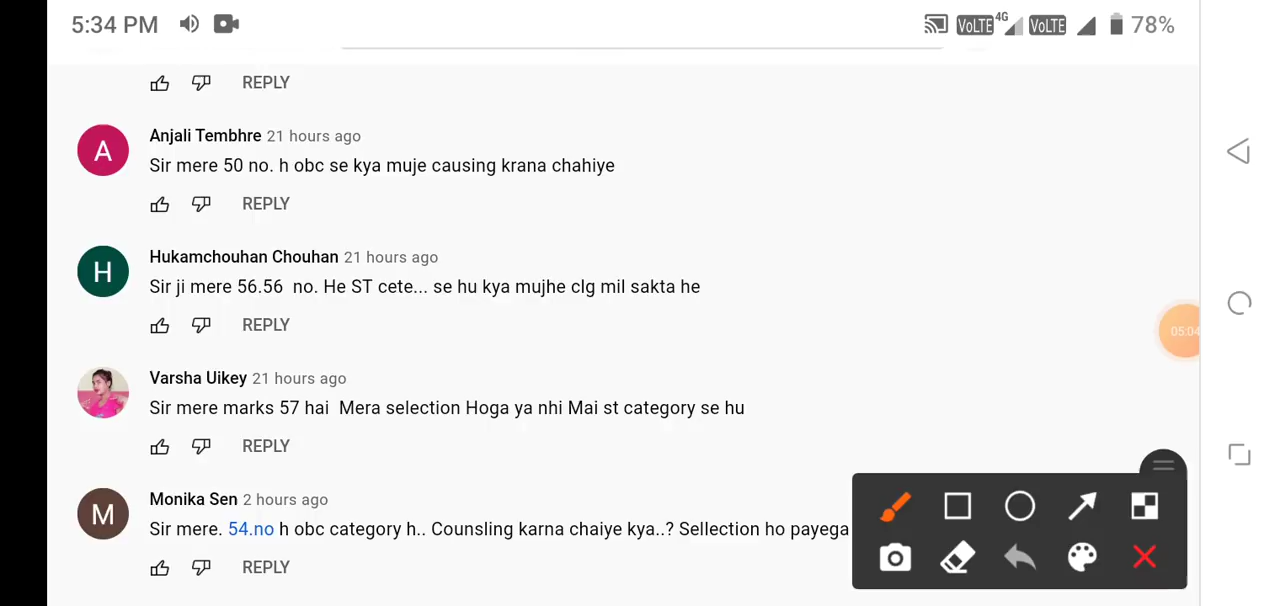 5:34 PM VoLTE 4G VoLTE 78%
REPLY
A Anjali Tembhre 21 hours ago
Sir mere 50 no. h obc se kya muje causing krana chahiye
REPLY
H Hukamchouhan Chouhan 21 hours ago
Sir ji mere 56.56 no. He ST cete... se hu kya mujhe clg mil sakta he
REPLY
05:04
Varsha Uikey 21 hours ago
Sir mere marks 57 hai Mera selection Hoga ya nhi Mai st category se hu
REPLY
M Monika Sen 2 hours ago
Sir mere. 54.no h obc category h.. Counsling karna chaiye kya..? Sellection ho payega
REPLY